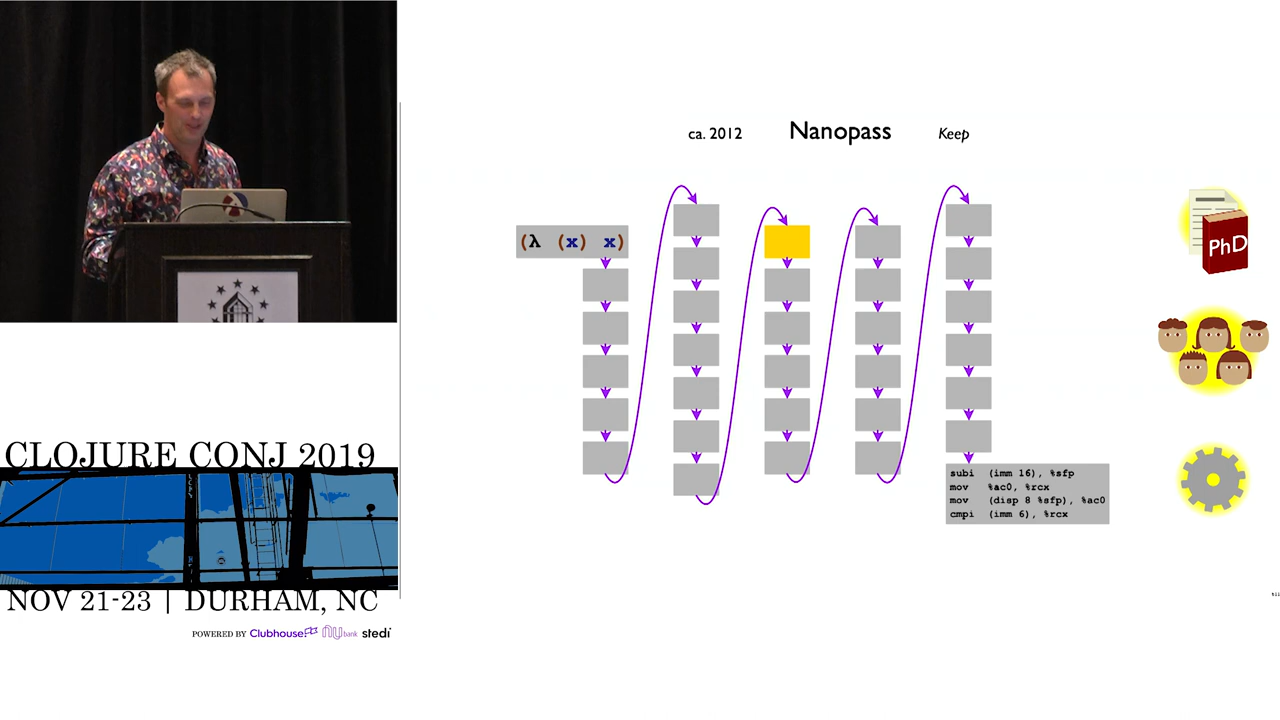 ca. 2012 Nanopass Keep
(λ (x) x)
PhD
subi (imm 16), %sfp
mov %ac0, %rcx
mov (disp 8 %sfp), %ac0
cmpi (imm 6), %rcx
CLOJURE CONJ 2019
NOV 21-23 | DURHAM, NC
POWERED BY Clubhouse nu bank stedi